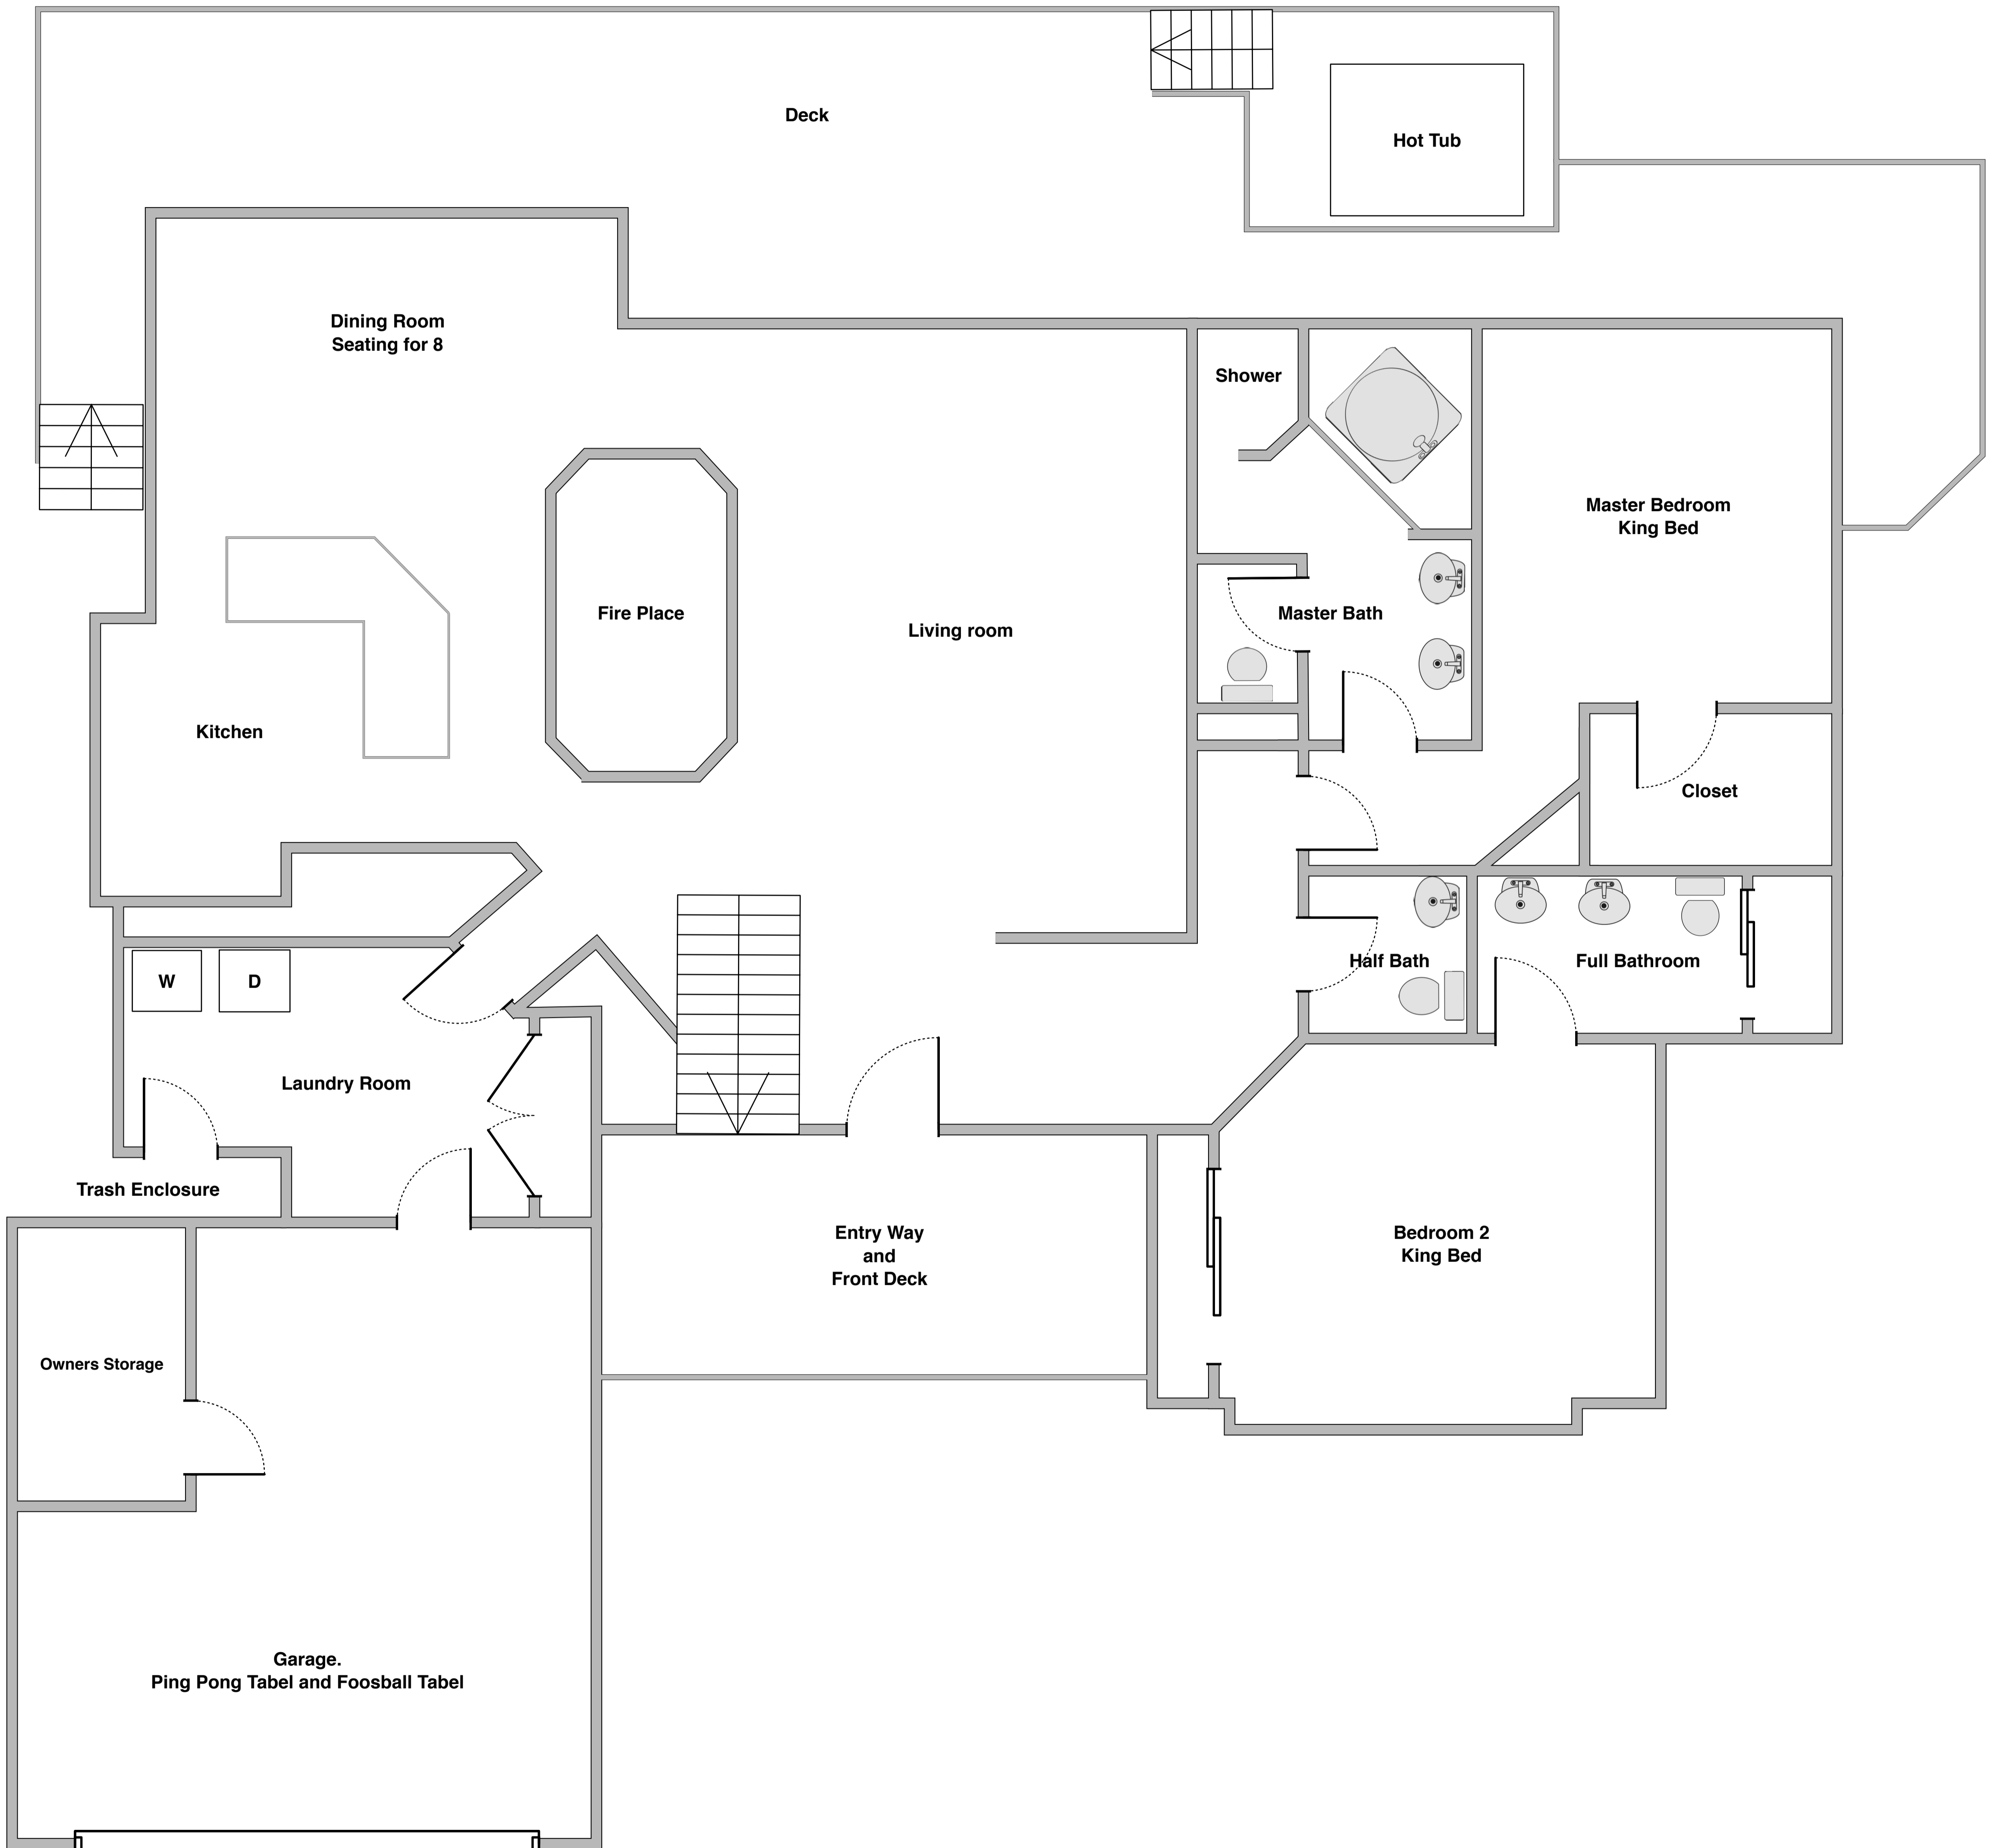 Deck
Hot Tub
Dining Room
Seating for 8
Shower
Master Bedroom
King Bed
Fire Place
Living room
Master Bath
Kitchen
Closet
Half Bath
Full Bathroom
W
D
Laundry Room
Trash Enclosure
Entry Way
and
Front Deck
Bedroom 2
King Bed
Owners Storage
Garage.
Ping Pong Tabel and Foosball Tabel